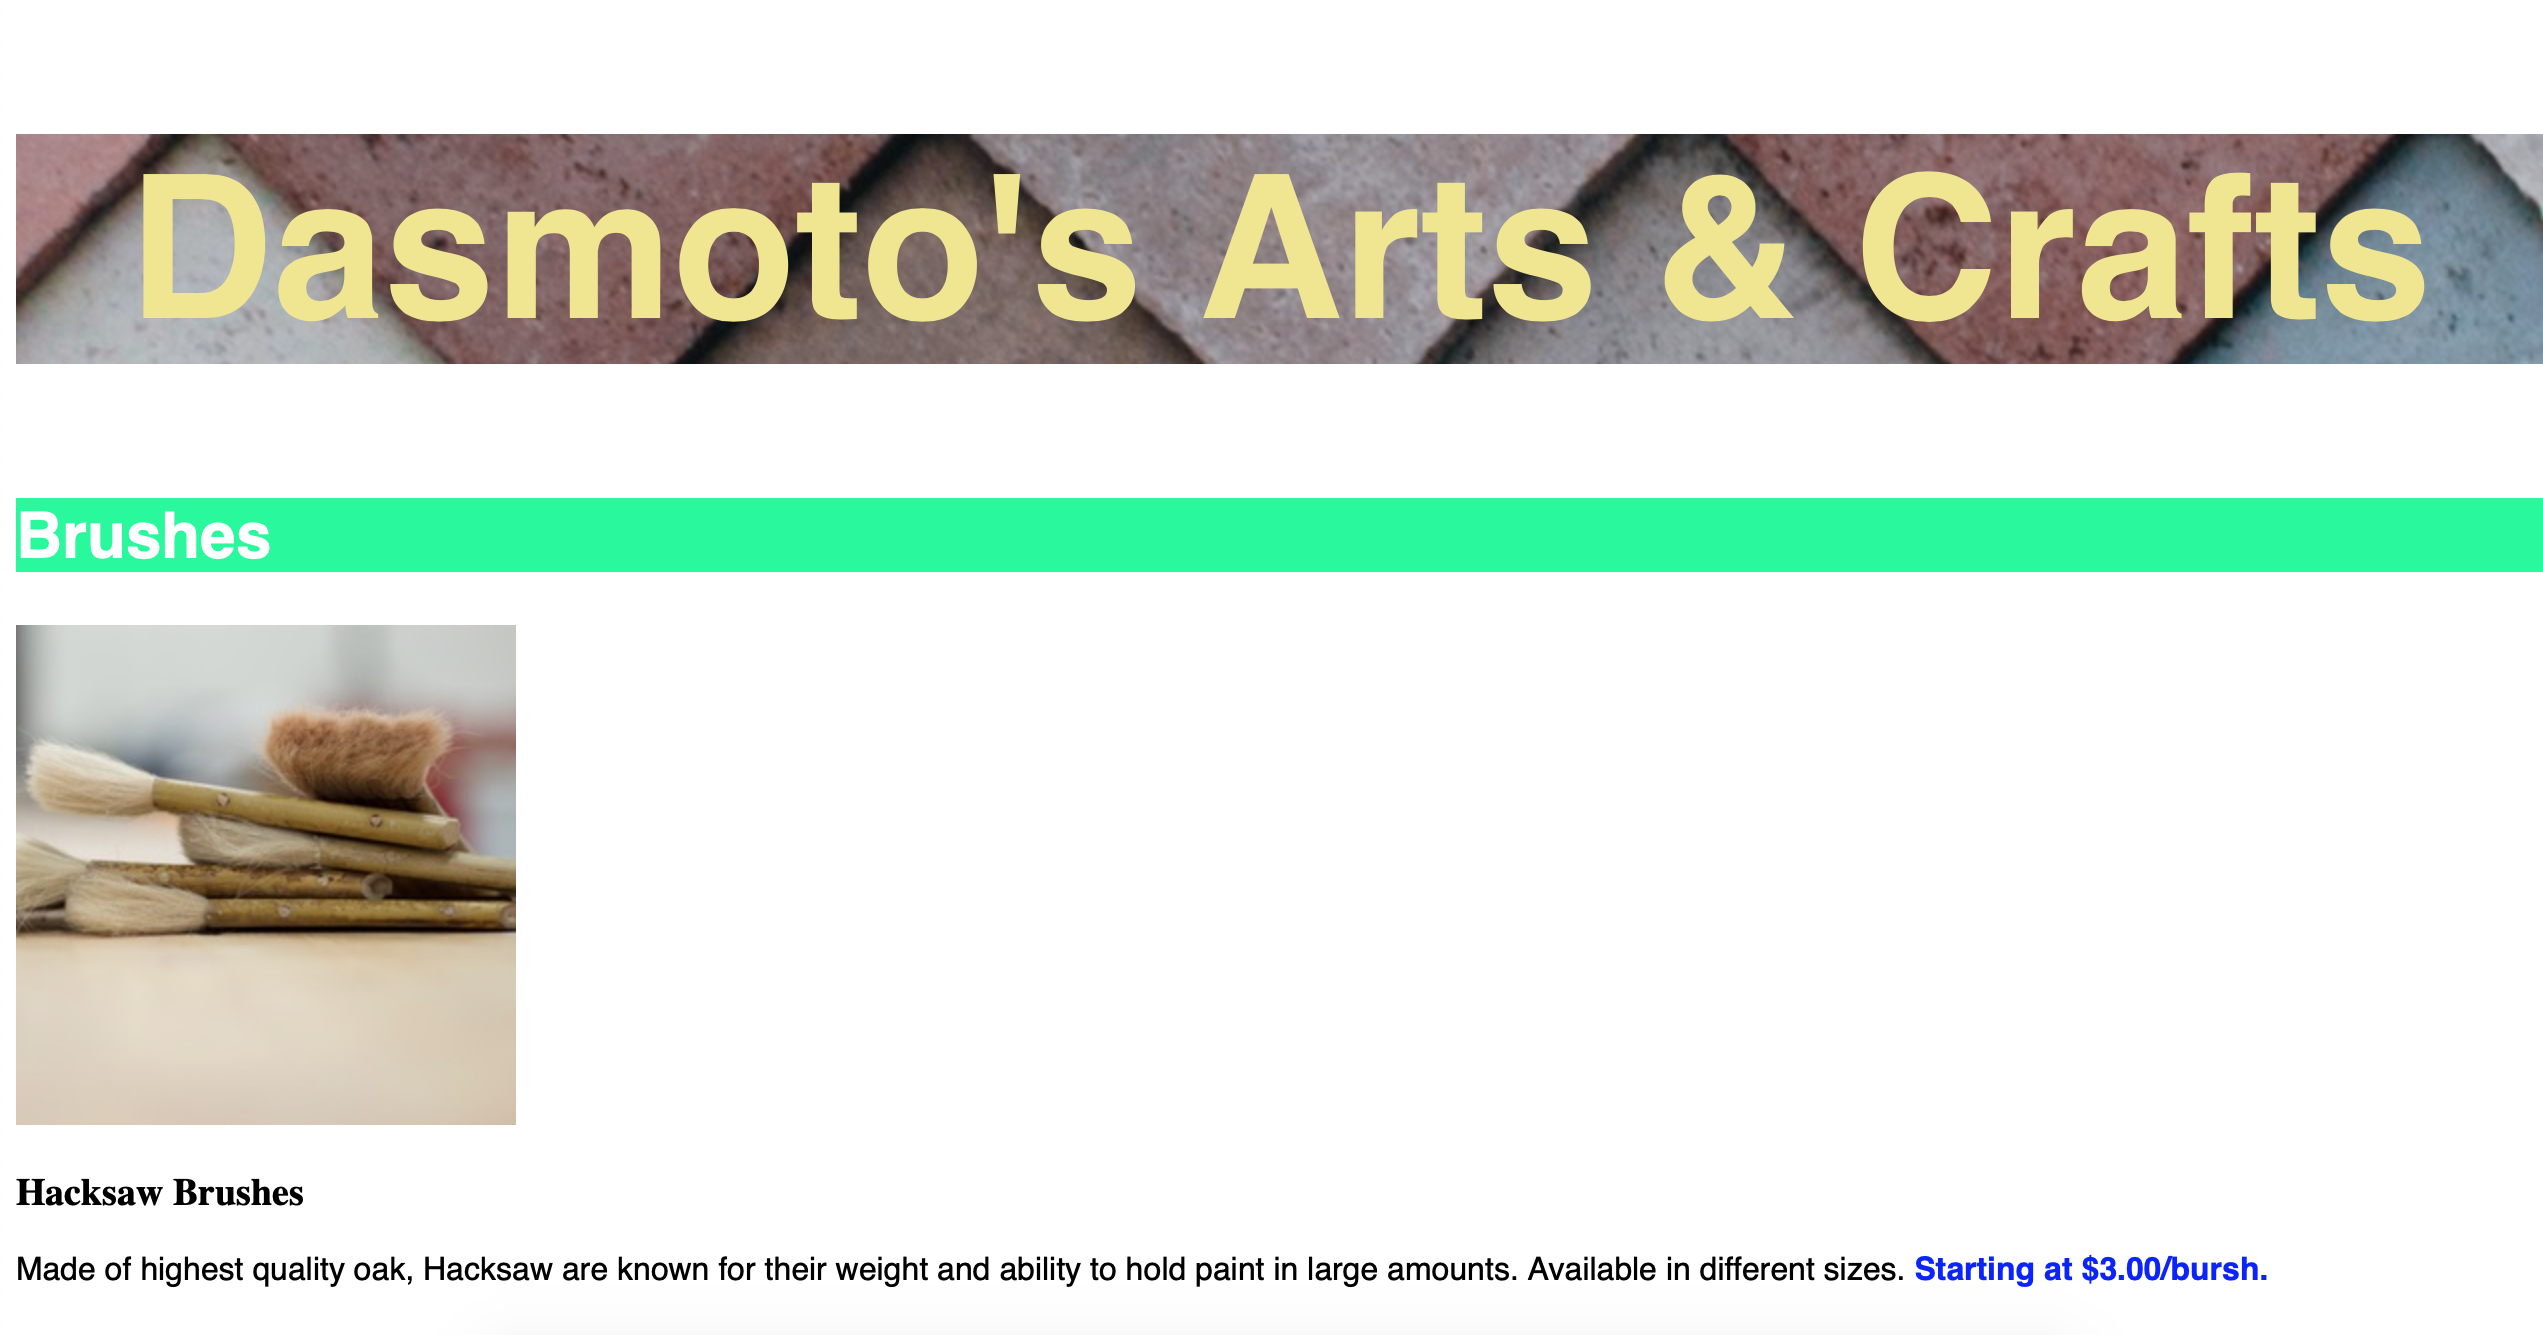 Dasmoto's Arts & Crafts
Brushes
Hacksaw Brushes
Made of highest quality oak, Hacksaw are known for their weight and ability to hold paint in large amounts. Available in different sizes. Starting at $3.00/bursh.